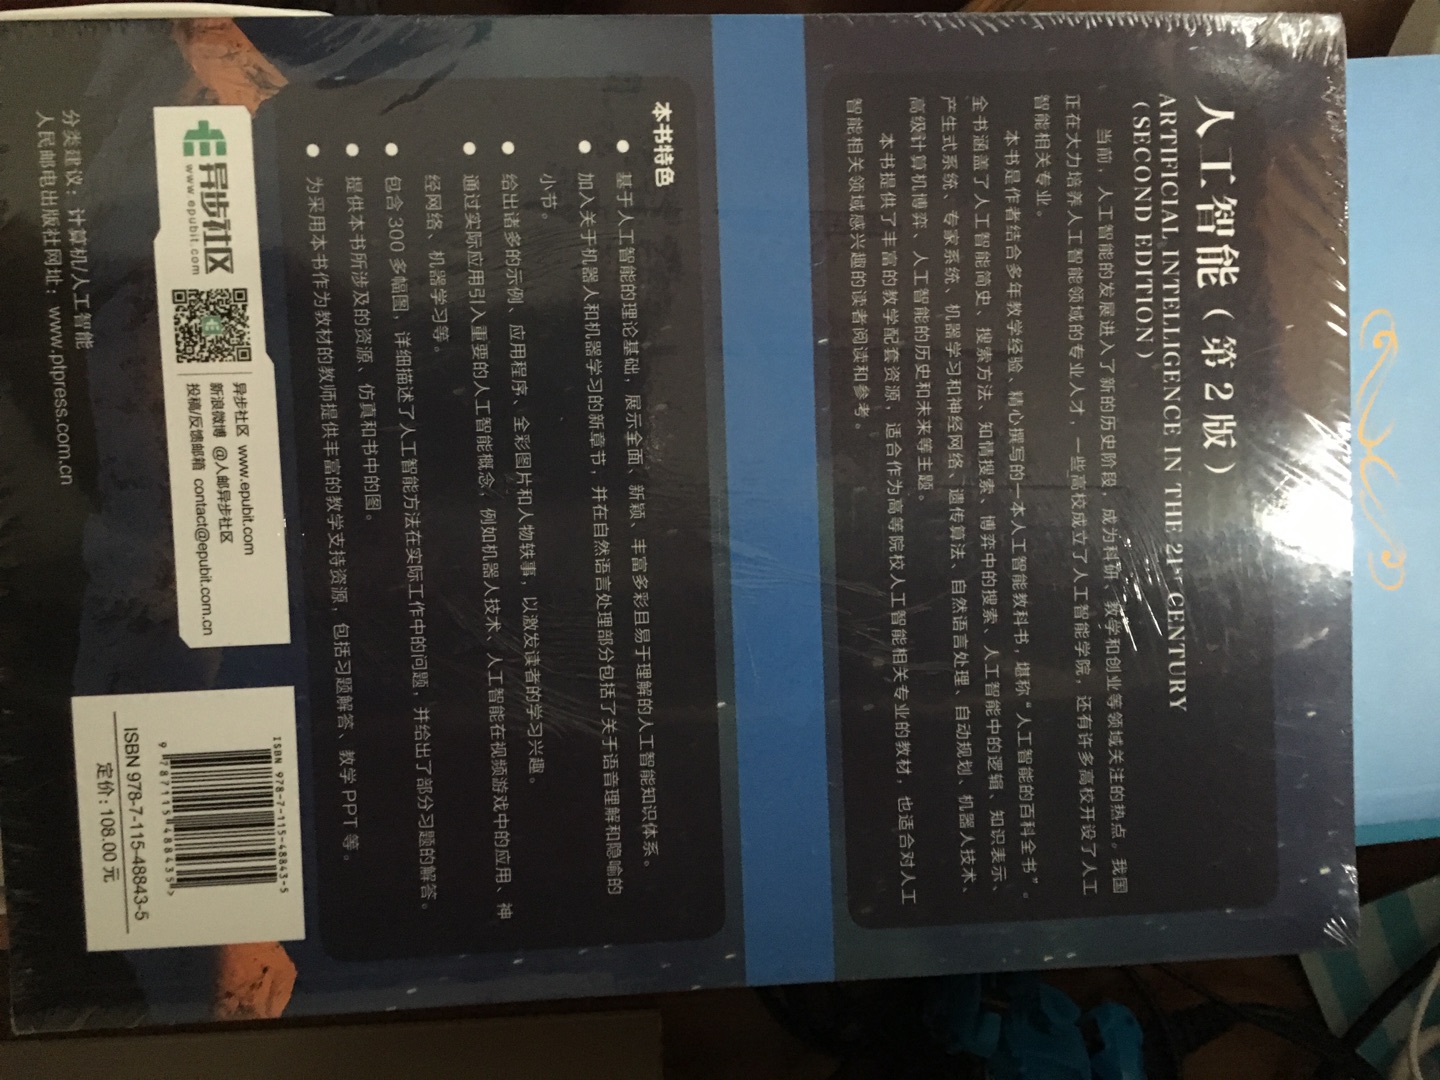 人工智能（第 2 版）
ARTIFICIAL INTELLIGENCE IN THE 21ST CENTURY
(SECOND EDITION)
当前，人工智能的发展进入了新的历史阶段，成为科研、教学和创业等领域关注的热点。我国
正在大力培养人工智能领域的专业人才，一些高校成立了人工智能学院，还有许多高校开设了人工
智能相关专业。
本书是作者结合多年教学经验、精心撰写的一本人工智能教科书，堪称“人工智能的百科全书”。
全书涵盖了人工智能简史、搜索方法、知情搜索、博弈中的搜索、人工智能中的逻辑、知识表示、
产生式系统、专家系统、机器学习和神经网络、遗传算法、自然语言处理、自动规划、机器人技术、
高级计算机博弈、人工智能的历史和未来等主题。
本书提供了丰富的教学配套资源，适合作为高等院校人工智能相关专业的教材，也适合对人工
智能相关领域感兴趣的读者阅读和参考。
本书特色
● 基于人工智能的理论基础，展示全面、新颖、丰富多彩且易于理解的人工智能知识体系。
● 加入关于机器人和机器学习的新章节，并在自然语言处理部分包括了关于语音理解和隐喻的
小节。
● 给出诸多的示例、应用程序、全彩图片和人物轶事，以激发读者的学习兴趣。
● 通过实际应用引入重要的人工智能概念，例如机器人技术、人工智能在视频游戏中的应用、神
经网络、机器学习等。
● 包含 300 多幅图，详细描述了人工智能方法在实际工作中的问题，并给出了部分习题的解答。
● 提供本书所涉及的资源、仿真和书中的图。
● 为采用本书作为教材的教师提供丰富的教学支持资源，包括习题解答、教学 PPT 等。
异步社区
www.epubit.com
异步社区 www.epubit.com
新浪微博 @人邮异步社区
投稿/反馈邮箱 contact@epubit.com.cn
ISBN 978-7-115-48843-5
9 787115 488435 >
ISBN 978-7-115-48843-5
定价：108.00 元
分类建议：计算机/人工智能
人民邮电出版社网址：www.ptpress.com.cn